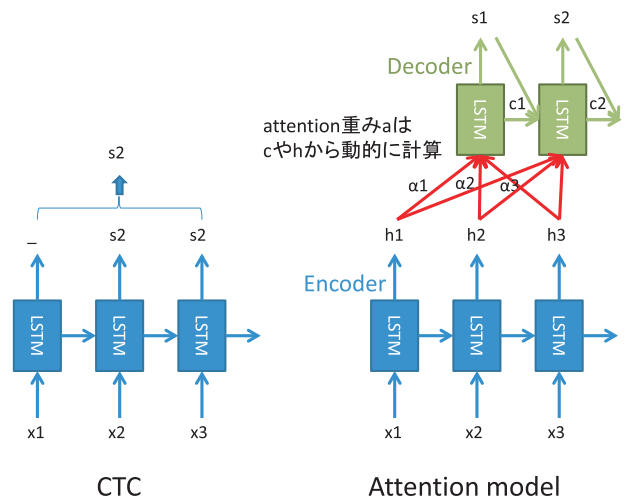 s2
_ s2 s2
LSTM LSTM LSTM
x1 x2 x3
CTC
s1 s2
Decoder
LSTM c1 LSTM c2
attention重みaは
cやhから動的に計算
α1 α2 α3
h1 h2 h3
Encoder
LSTM LSTM LSTM
x1 x2 x3
Attention model